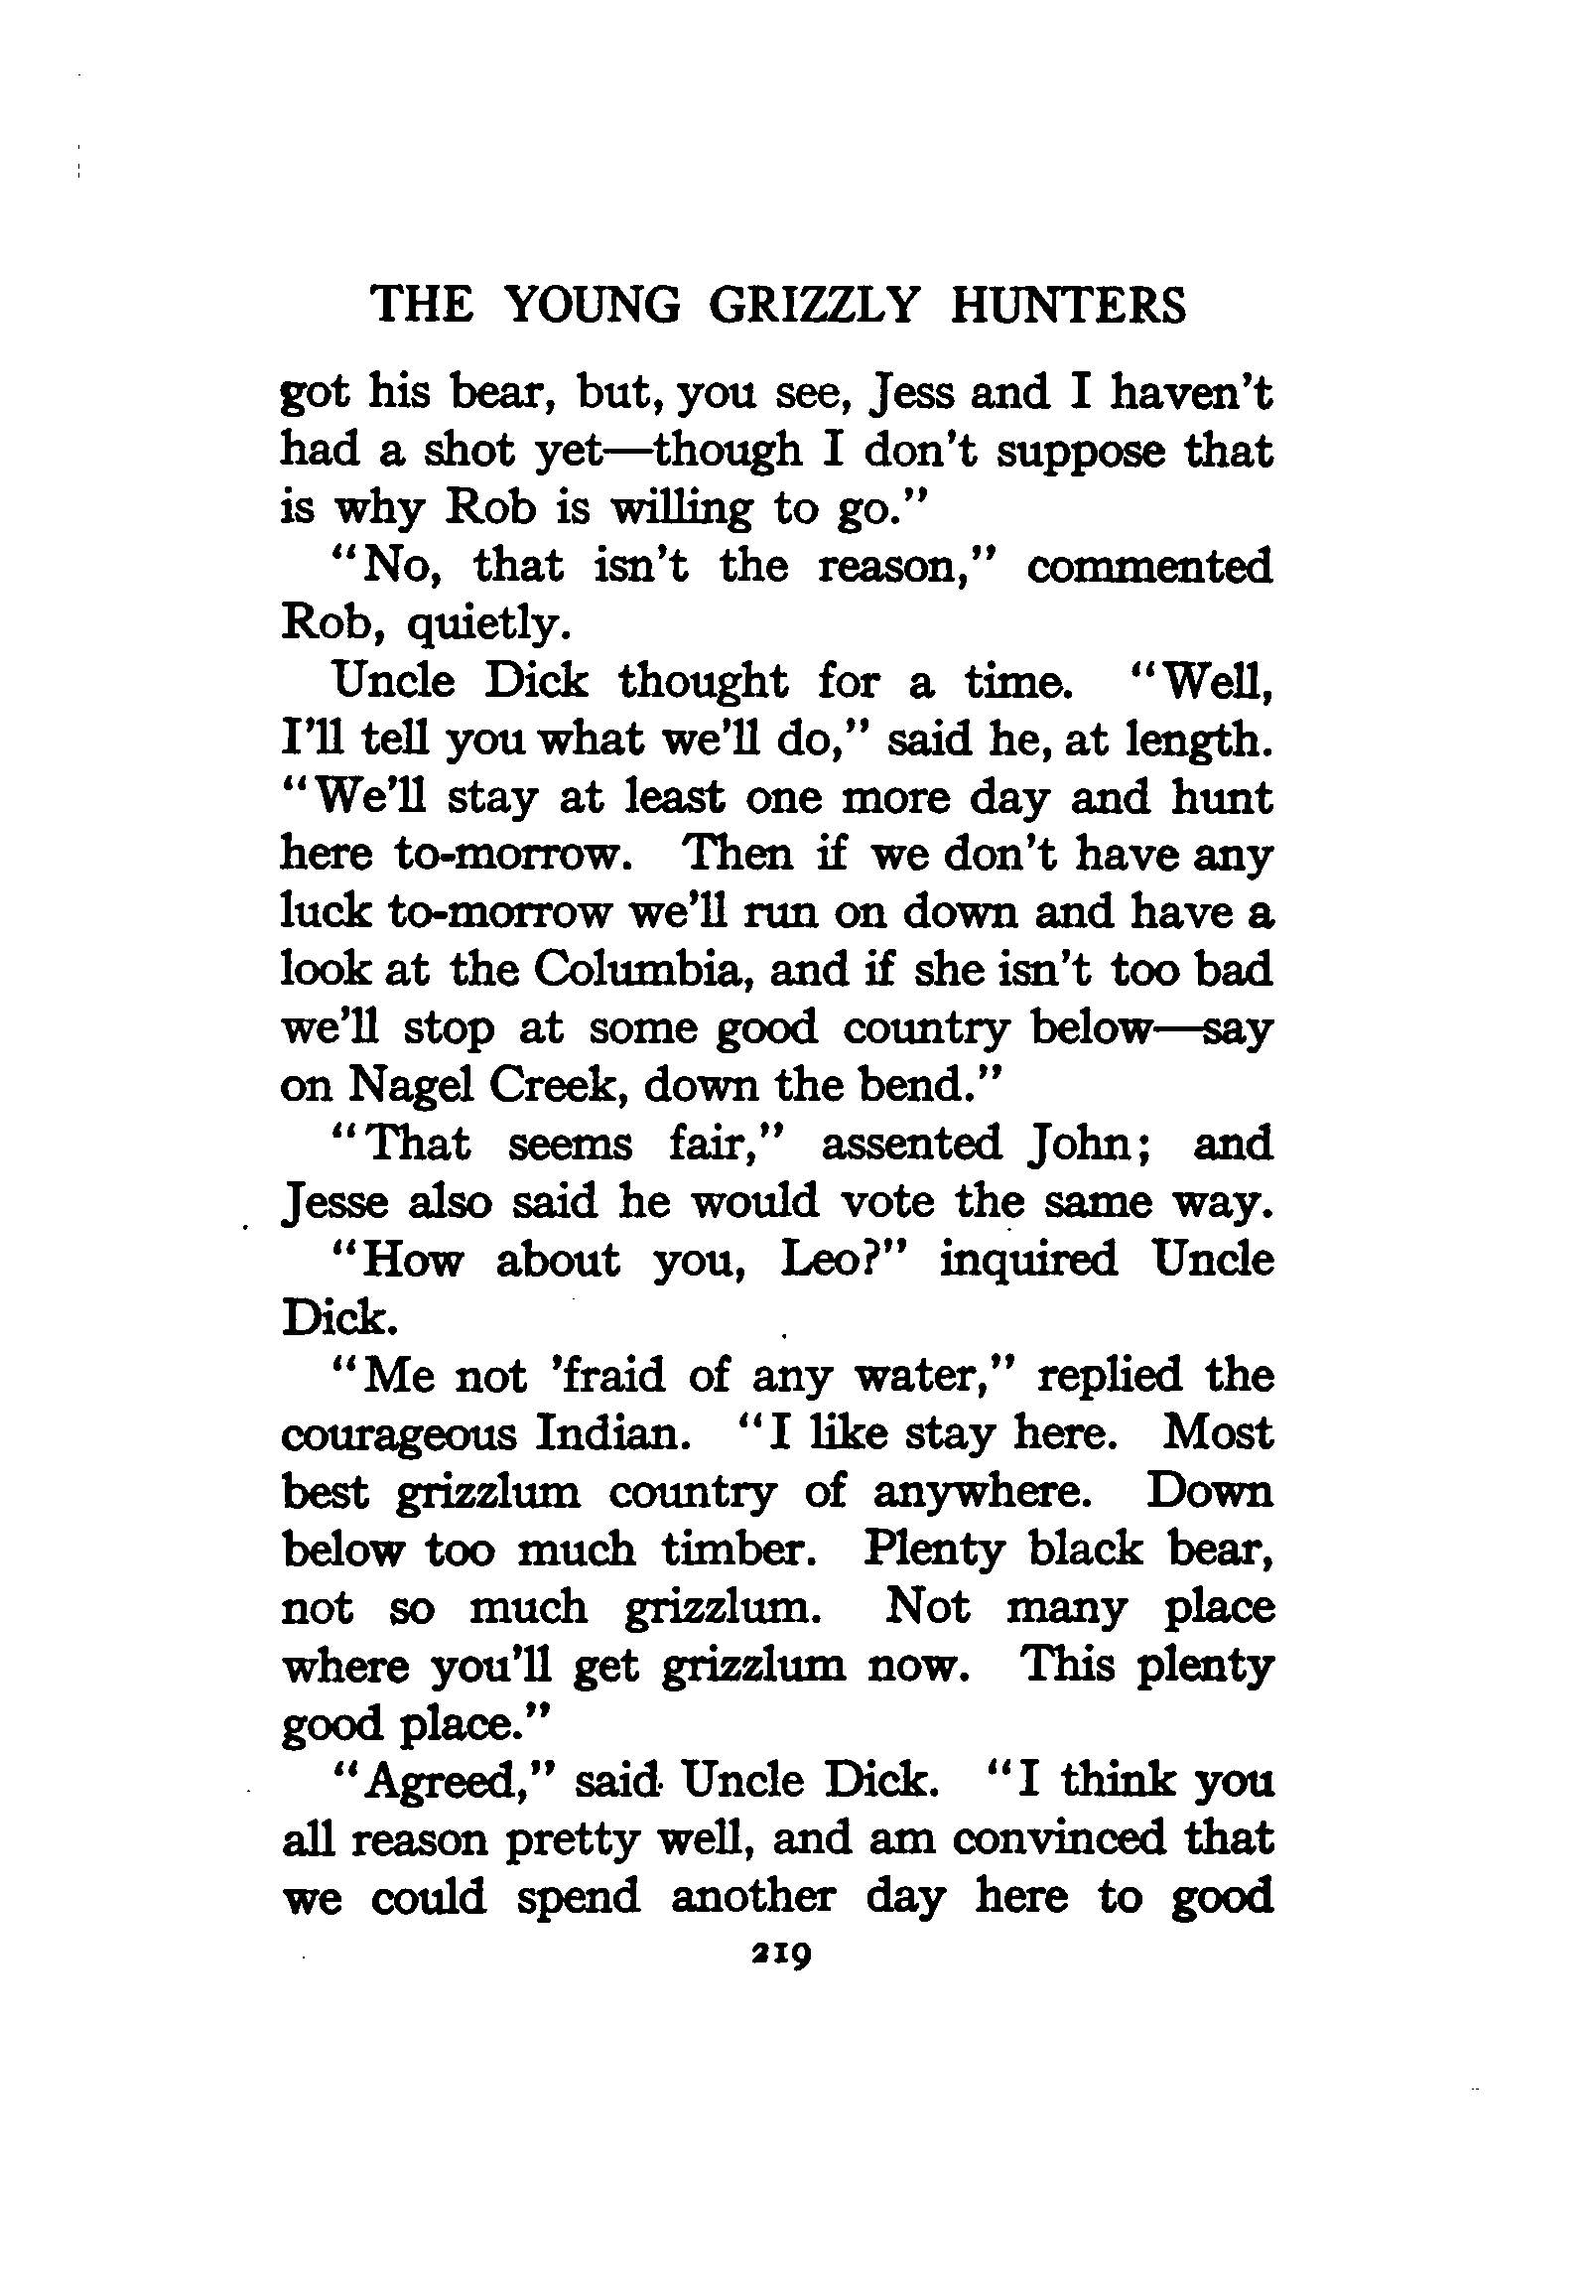 THE YOUNG GRIZZLY HUNTERS
got his bear, but, you see, Jess and I haven't
had a shot yet—though I don't suppose that
is why Rob is willing to go."
"No, that isn't the reason," commented
Rob, quietly.
Uncle Dick thought for a time. "Well,
I'll tell you what we'll do," said he, at length.
"We'll stay at least one more day and hunt
here to-morrow. Then if we don't have any
luck to-morrow we'll run on down and have a
look at the Columbia, and if she isn't too bad
we'll stop at some good country below—say
on Nagel Creek, down the bend."
"That seems fair," assented John; and
Jesse also said he would vote the same way.
"How about you, Leo?" inquired Uncle
Dick.
"Me not 'fraid of any water," replied the
courageous Indian. "I like stay here. Most
best grizzlum country of anywhere. Down
below too much timber. Plenty black bear,
not so much grizzlum. Not many place
where you'll get grizzlum now. This plenty
good place."
"Agreed," said Uncle Dick. "I think you
all reason pretty well, and am convinced that
we could spend another day here to good
219